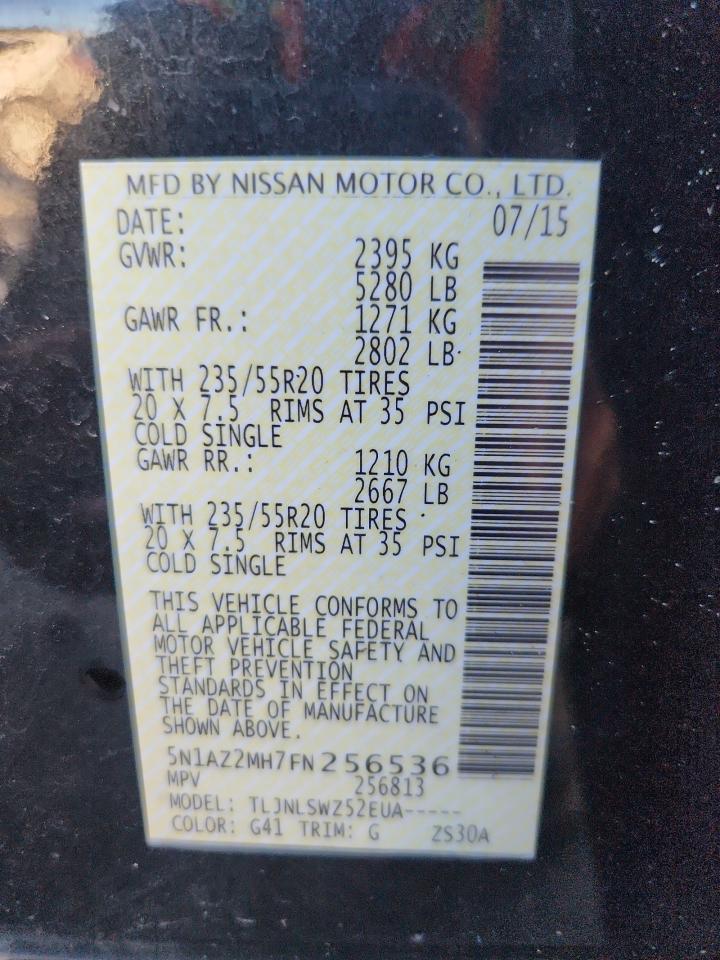 MFD BY NISSAN MOTOR CO., LTD.
DATE: 07/15
GVWR: 2395 KG
5280 LB
GAWR FR.: 1271 KG
2802 LB
WITH 235/55R20 TIRES
20 X 7.5 RIMS AT 35 PSI
COLD SINGLE
GAWR RR.: 1210 KG
2667 LB
WITH 235/55R20 TIRES
20 X 7.5 RIMS AT 35 PSI
COLD SINGLE
THIS VEHICLE CONFORMS TO
ALL APPLICABLE FEDERAL
MOTOR VEHICLE SAFETY AND
THEFT PREVENTION
STANDARDS IN EFFECT ON
THE DATE OF MANUFACTURE
SHOWN ABOVE.
5N1AZ2MH7FN256536
MPV 256813
MODEL: TLJNLSWZ52EUA-----
COLOR: G41 TRIM: G ZS30A